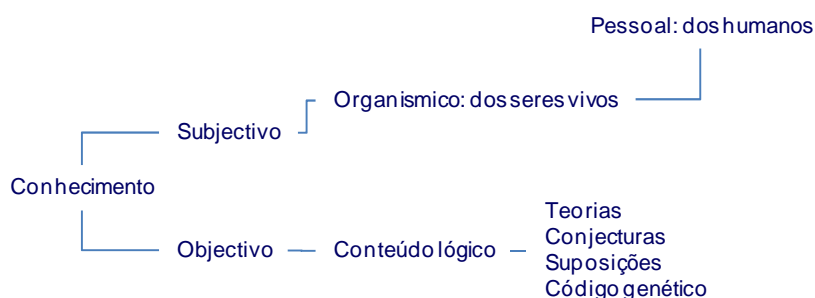 Pessoal: dos humanos
Organismico: dos seres vivos
Subjectivo
Conhecimento
Objectivo
Conteúdo lógico
Teorias
Conjecturas
Suposições
Código genético